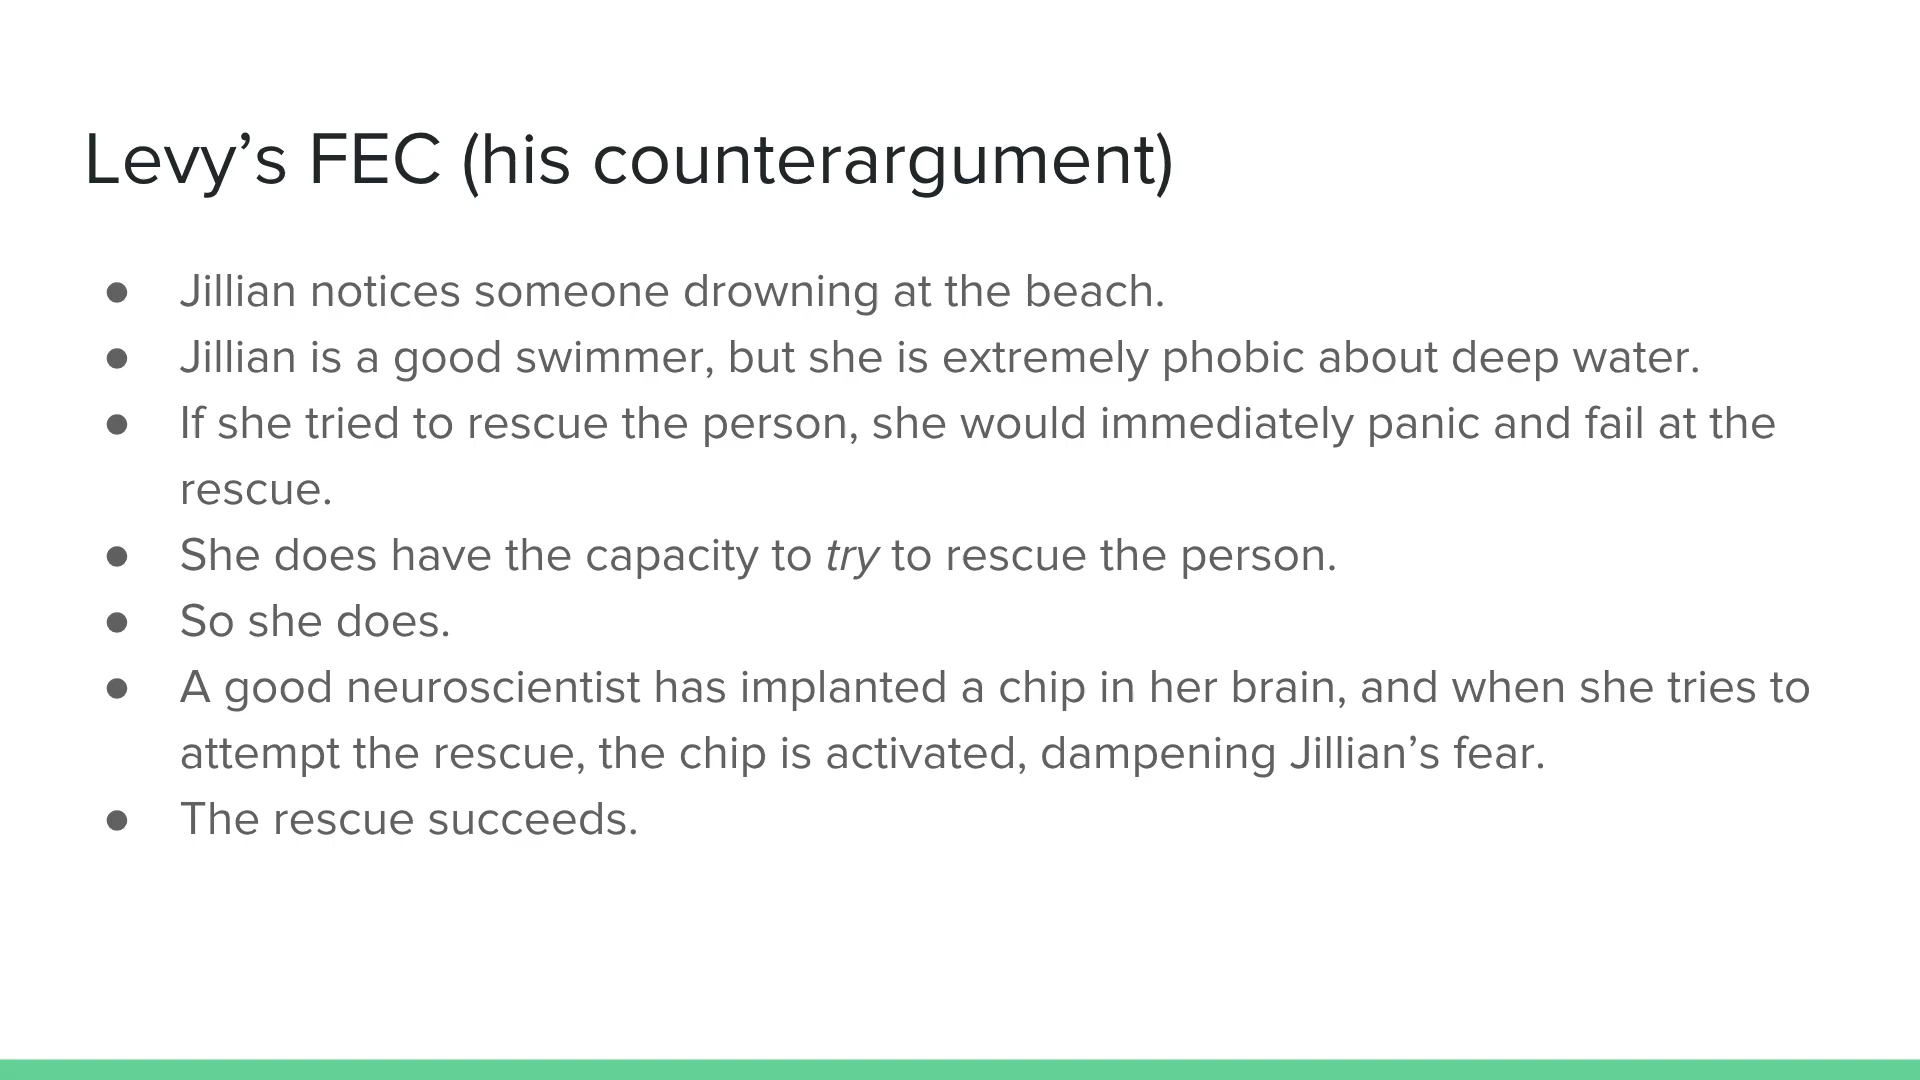 Levy’s FEC (his counterargument)
● Jillian notices someone drowning at the beach.
● Jillian is a good swimmer, but she is extremely phobic about deep water.
● If she tried to rescue the person, she would immediately panic and fail at the
rescue.
● She does have the capacity to try to rescue the person.
● So she does.
● A good neuroscientist has implanted a chip in her brain, and when she tries to
attempt the rescue, the chip is activated, dampening Jillian’s fear.
● The rescue succeeds.